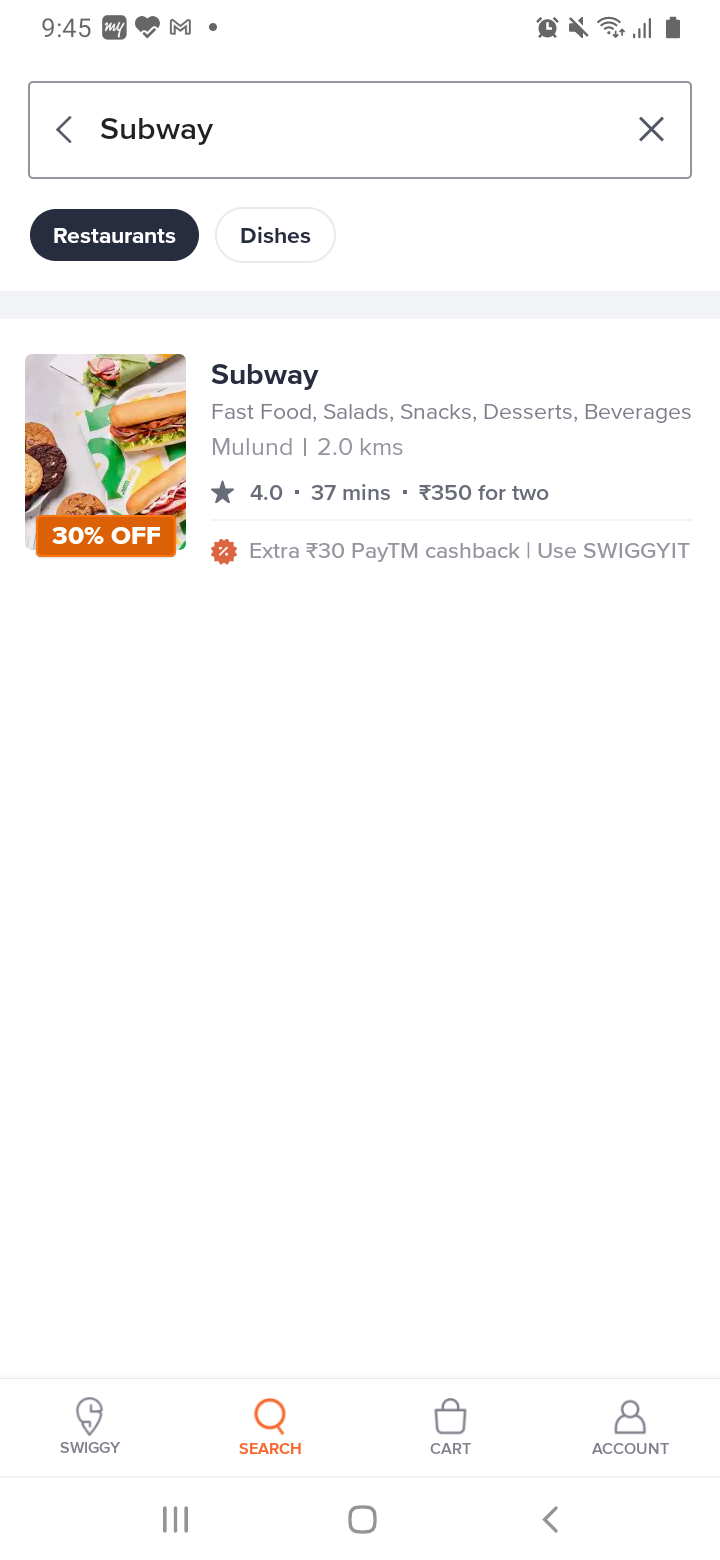 9:45
my
Subway
Restaurants
Dishes
Subway
Fast Food, Salads, Snacks, Desserts, Beverages
Mulund | 2.0 kms
4.0 · 37 mins · ₹350 for two
30% OFF
Extra ₹30 PayTM cashback | Use SWIGGYIT
SWIGGY
SEARCH
CART
ACCOUNT